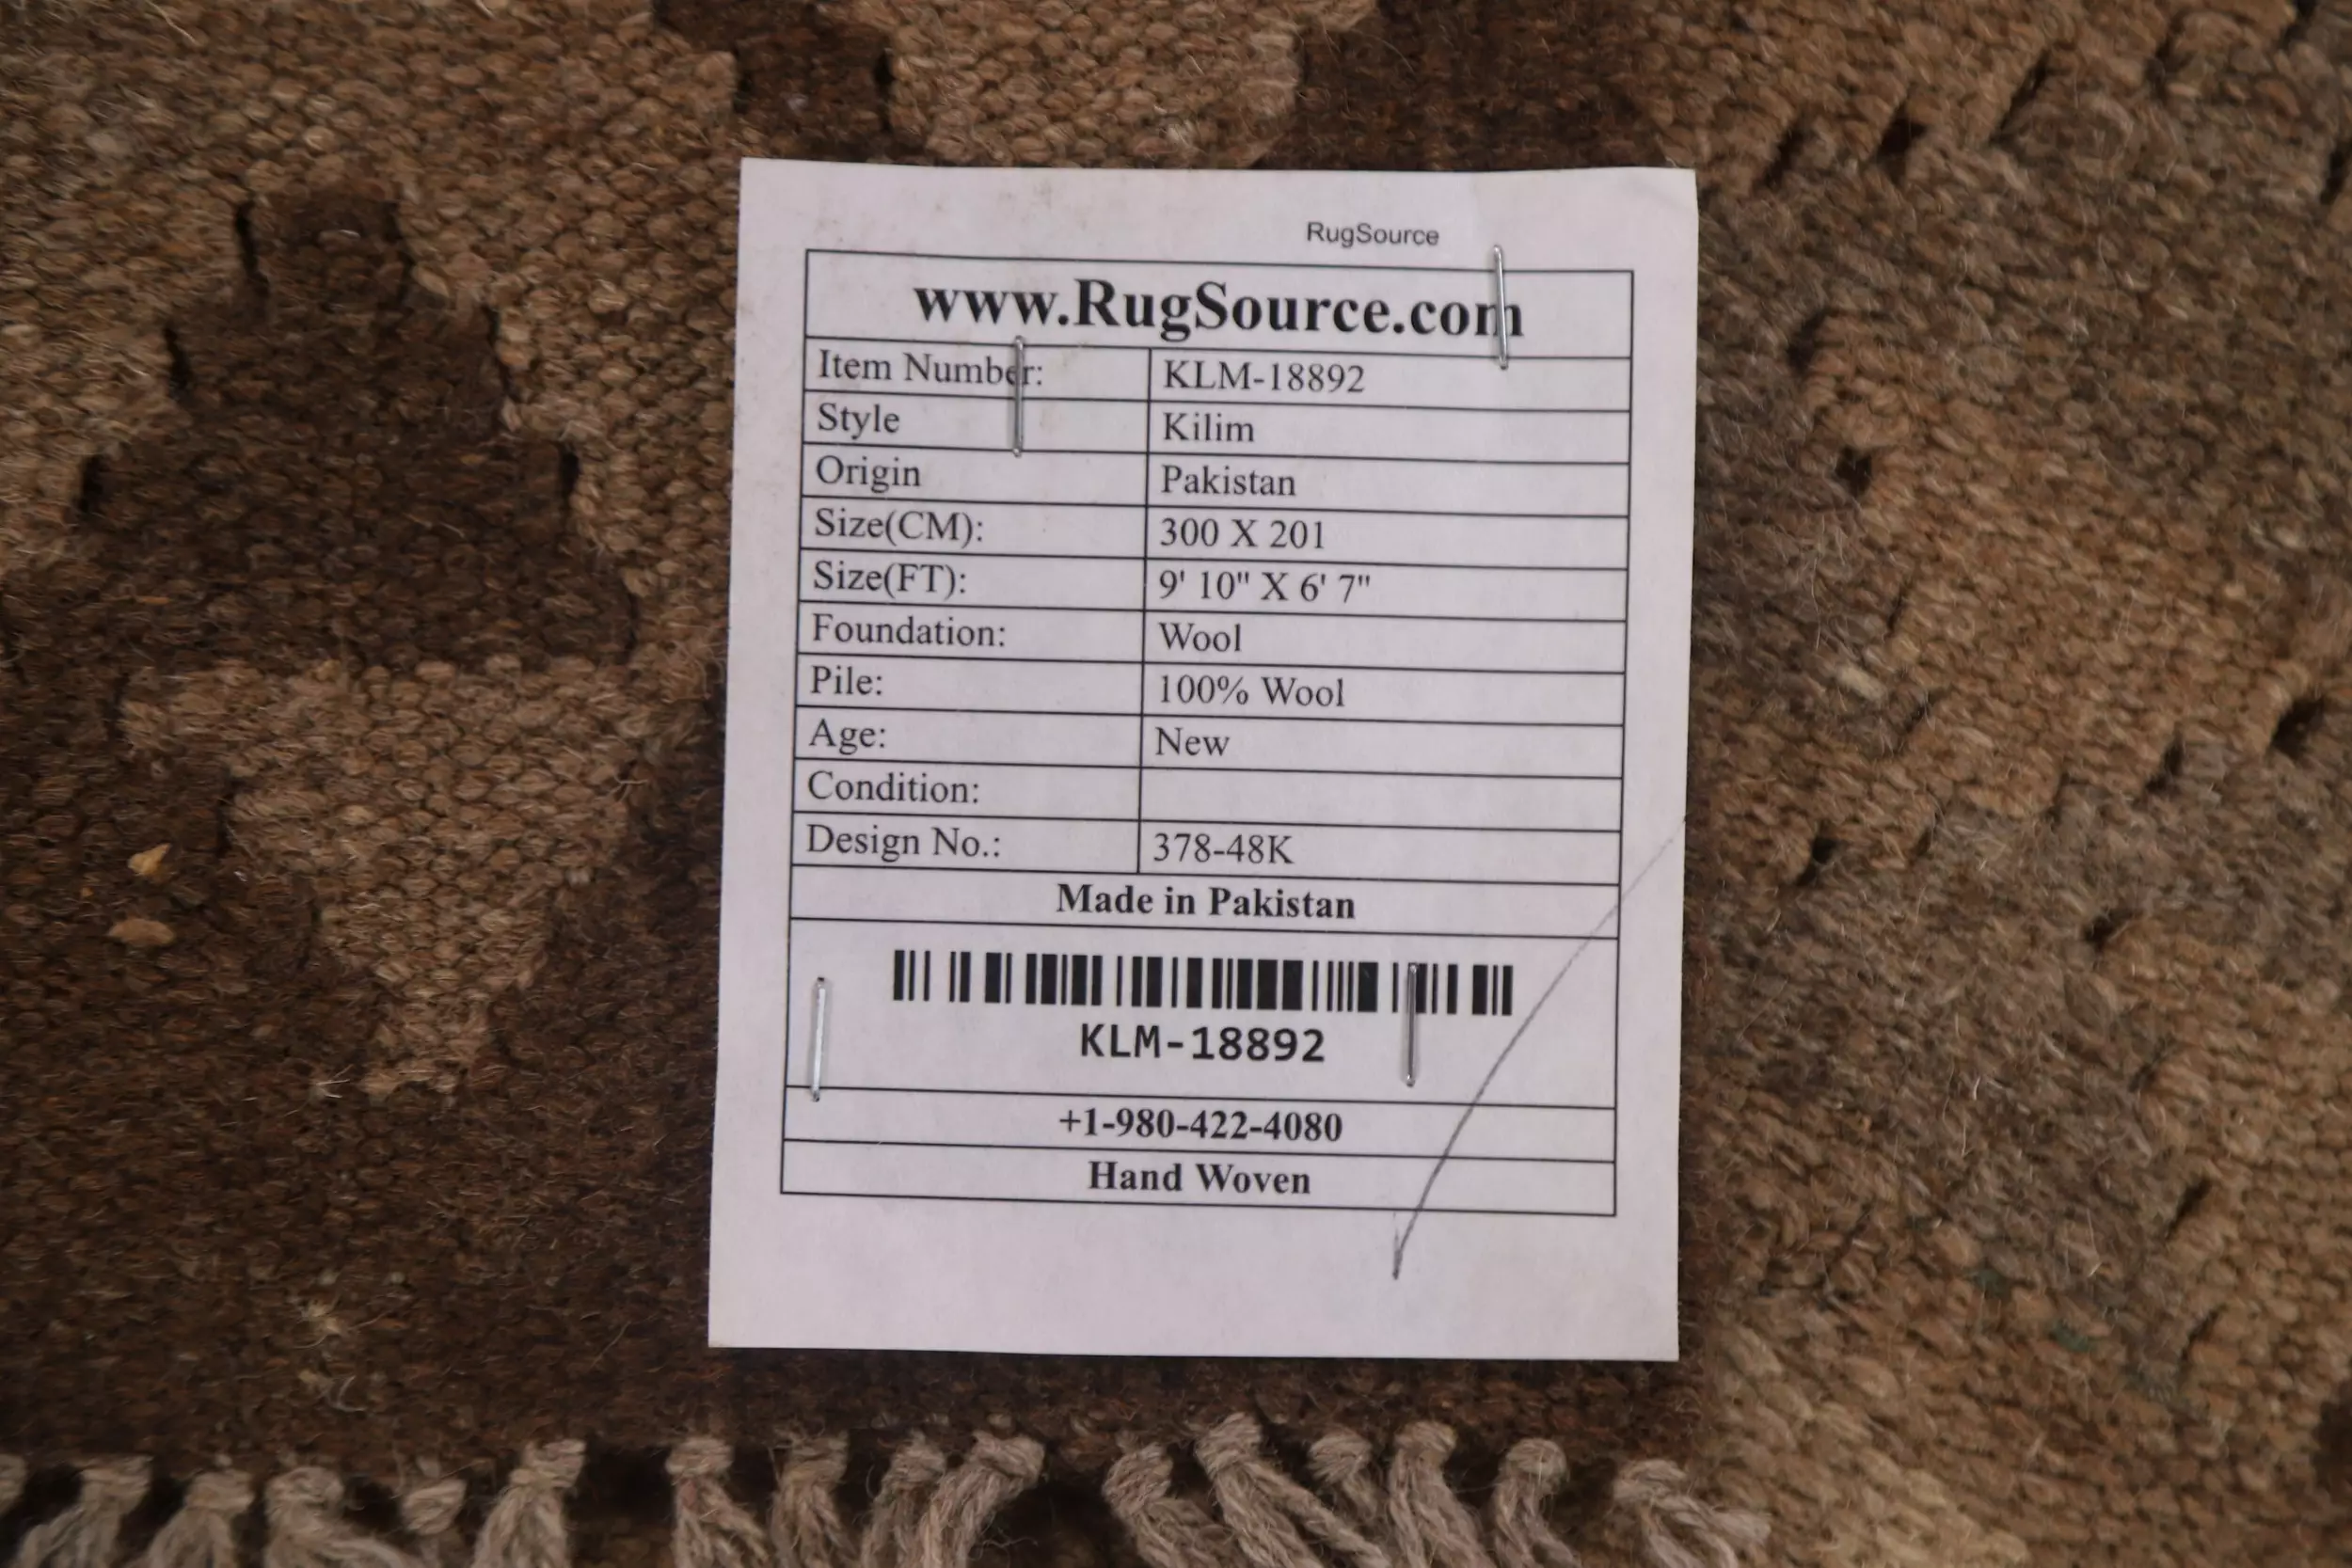 RugSource
www.RugSource.com
Item Number: KLM-18892
Style Kilim
Origin Pakistan
Size(CM): 300 X 201
Size(FT): 9' 10" X 6' 7"
Foundation: Wool
Pile: 100% Wool
Age: New
Condition:
Design No.: 378-48K
Made in Pakistan
KLM-18892
+1-980-422-4080
Hand Woven